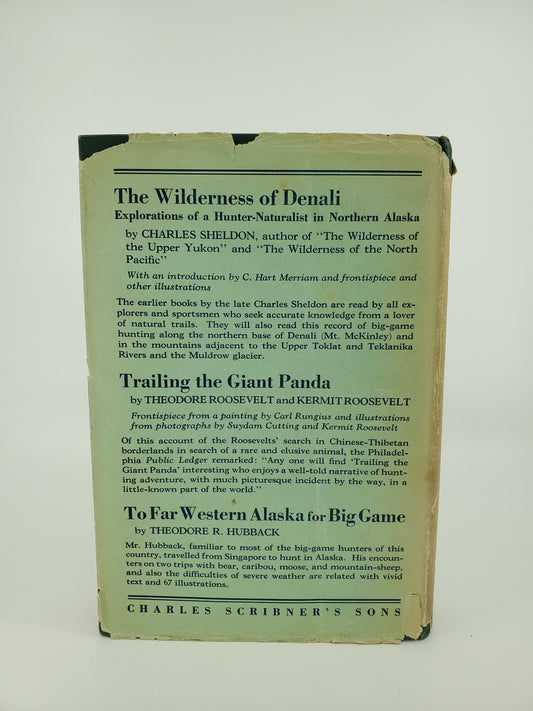 The Wilderness of Denali
Explorations of a Hunter-Naturalist in Northern Alaska
by CHARLES SHELDON, author of "The Wilderness of
the Upper Yukon" and "The Wilderness of the North
Pacific"
With an introduction by C. Hart Merriam and frontispiece and
other illustrations
The earlier books by the late Charles Sheldon are read by all ex-
plorers and sportsmen who seek accurate knowledge from a lover
of natural trails. They will also read this record of big-game
hunting along the northern base of Denali (Mt. McKinley) and
in the mountains adjacent to the Upper Toklat and Teklanika
Rivers and the Muldrow glacier.
Trailing the Giant Panda
by THEODORE ROOSEVELT and KERMIT ROOSEVELT
Frontispiece from a painting by Carl Rungius and illustrations
from photographs by Suydam Cutting and Kermit Roosevelt
Of this account of the Roosevelts' search in Chinese-Thibetan
borderlands in search of a rare and elusive animal, the Philadel-
phia Public Ledger remarked: "Any one will find 'Trailing the
Giant Panda' interesting who enjoys a well-told narrative of hunt-
ing adventure, with much picturesque incident by the way, in a
little-known part of the world."
To Far Western Alaska for Big Game
by THEODORE R. HUBBACK
Mr. Hubback, familiar to most of the big-game hunters of this
country, travelled from Singapore to hunt in Alaska. His encoun-
ters on two trips with bear, caribou, moose, and mountain-sheep,
and also the difficulties of severe weather are related with vivid
text and 67 illustrations.
CHARLES SCRIBNER'S SONS